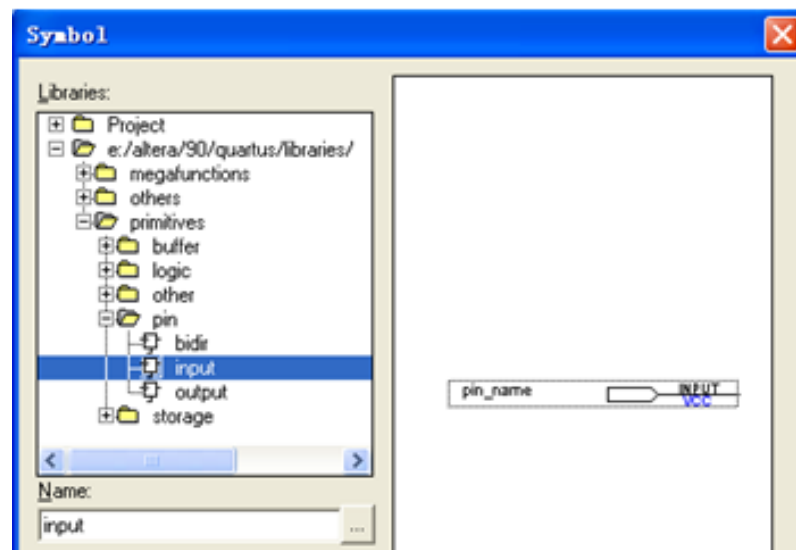 Symbol
Libraries:
Project
e:/altera/90/quartus/libraries/
megafunctions
others
primitives
buffer
logic
other
pin
bidir
input
output
storage
Name:
input
...
pin_name
INPUT
VCC